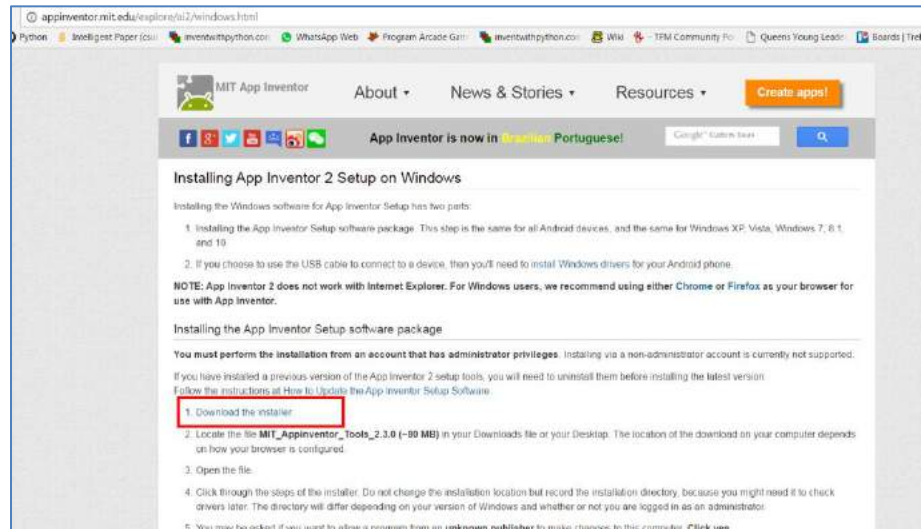 appinventor.mit.edu/explore/ai2/windows.html
Python Intelligent Paper (csu inventwithpython.com WhatsApp Web Program Arcade Gam inventwithpython.com Wiki - TFM Community Po Queens Young Leade Boards | Trel
MIT App Inventor
About News & Stories Resources Create apps!
App Inventor is now in Brazilian Portuguese!
Google Custom Sear
Installing App Inventor 2 Setup on Windows
Installing the Windows software for App Inventor Setup has two parts:
1. Installing the App Inventor Setup software package. This step is the same for all Android devices, and the same for Windows XP, Vista, Windows 7, 8.1,
and 10.
2. If you choose to use the USB cable to connect to a device, then you'll need to install Windows drivers for your Android phone.
NOTE: App Inventor 2 does not work with Internet Explorer. For Windows users, we recommend using either Chrome or Firefox as your browser for
use with App Inventor.
Installing the App Inventor Setup software package
You must perform the installation from an account that has administrator privileges. Installing via a non-administrator account is currently not supported.
If you have installed a previous version of the App Inventor 2 setup tools, you will need to uninstall them before installing the latest version.
Follow the instructions at How to Update the App Inventor Setup Software.
1. Download the installer.
2. Locate the file MIT_Appinventor_Tools_2.3.0 (~80 MB) in your Downloads file or your Desktop. The location of the download on your computer depends
on how your browser is configured.
3. Open the file.
4. Click through the steps of the installer. Do not change the installation location but record the installation directory, because you might need it to check
drivers later. The directory will differ depending on your version of Windows and whether or not you are logged in as an administrator.
5. You may be asked if you want to allow a program from an unknown publisher to make changes to this computer. Click yes.